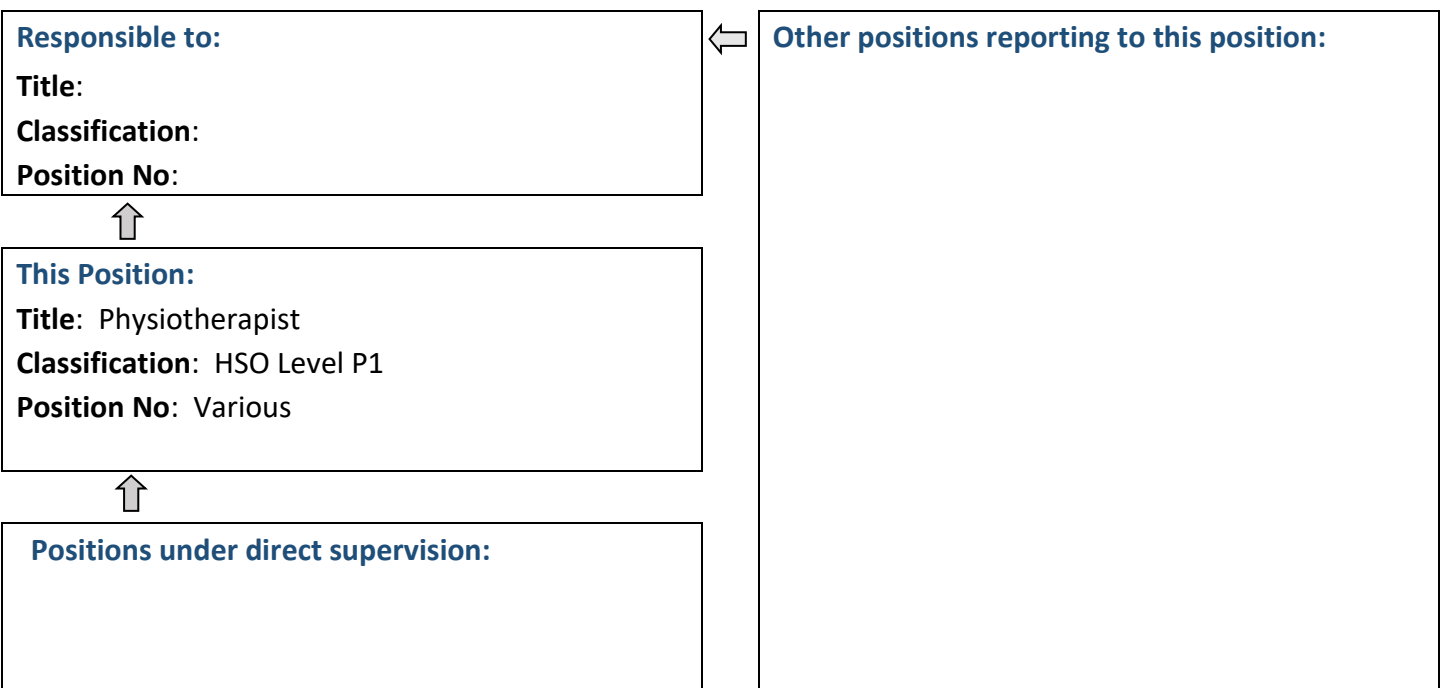 Responsible to:
Title:
Classification:
Position No:
Other positions reporting to this position:
This Position:
Title: Physiotherapist
Classification: HSO Level P1
Position No: Various
Positions under direct supervision: